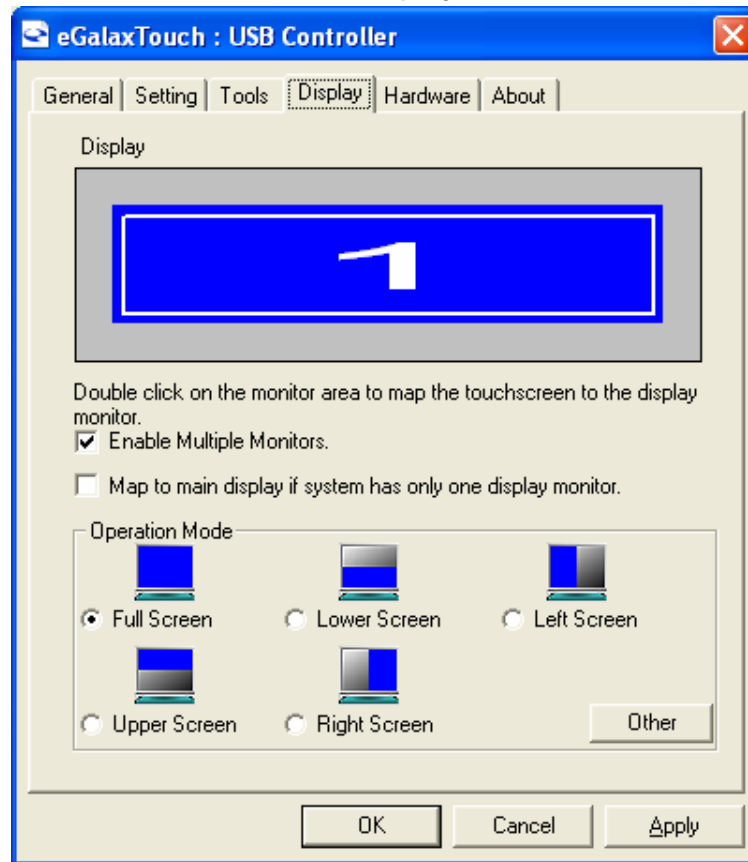 eGalaxTouch : USB Controller
General Setting Tools Display Hardware About
Display
1
Double click on the monitor area to map the touchscreen to the display
monitor.
Enable Multiple Monitors.
Map to main display if system has only one display monitor.
Operation Mode
Full Screen Lower Screen Left Screen
Upper Screen Right Screen Other
OK Cancel Apply